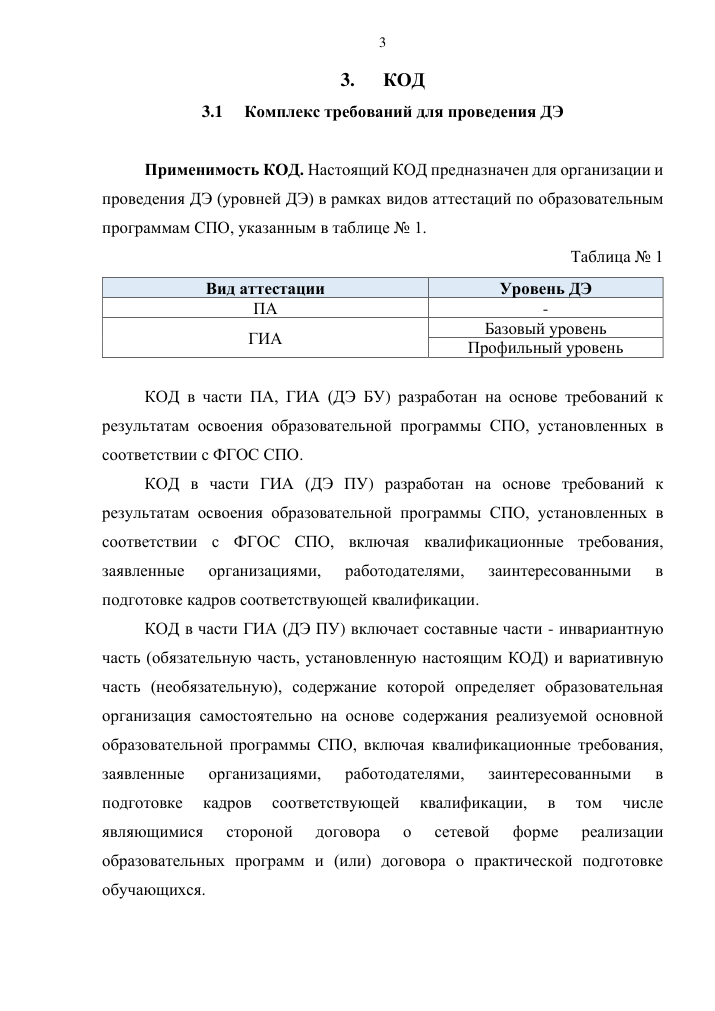 3
3. КОД
3.1 Комплекс требований для проведения ДЭ
Применимость КОД. Настоящий КОД предназначен для организации и
проведения ДЭ (уровней ДЭ) в рамках видов аттестаций по образовательным
программам СПО, указанным в таблице № 1.
Таблица № 1
Вид аттестации Уровень ДЭ
ПА -
ГИА Базовый уровень
Профильный уровень
КОД в части ПА, ГИА (ДЭ БУ) разработан на основе требований к
результатам освоения образовательной программы СПО, установленных в
соответствии с ФГОС СПО.
КОД в части ГИА (ДЭ ПУ) разработан на основе требований к
результатам освоения образовательной программы СПО, установленных в
соответствии с ФГОС СПО, включая квалификационные требования,
заявленные организациями, работодателями, заинтересованными в
подготовке кадров соответствующей квалификации.
КОД в части ГИА (ДЭ ПУ) включает составные части - инвариантную
часть (обязательную часть, установленную настоящим КОД) и вариативную
часть (необязательную), содержание которой определяет образовательная
организация самостоятельно на основе содержания реализуемой основной
образовательной программы СПО, включая квалификационные требования,
заявленные организациями, работодателями, заинтересованными в
подготовке кадров соответствующей квалификации, в том числе
являющимися стороной договора о сетевой форме реализации
образовательных программ и (или) договора о практической подготовке
обучающихся.